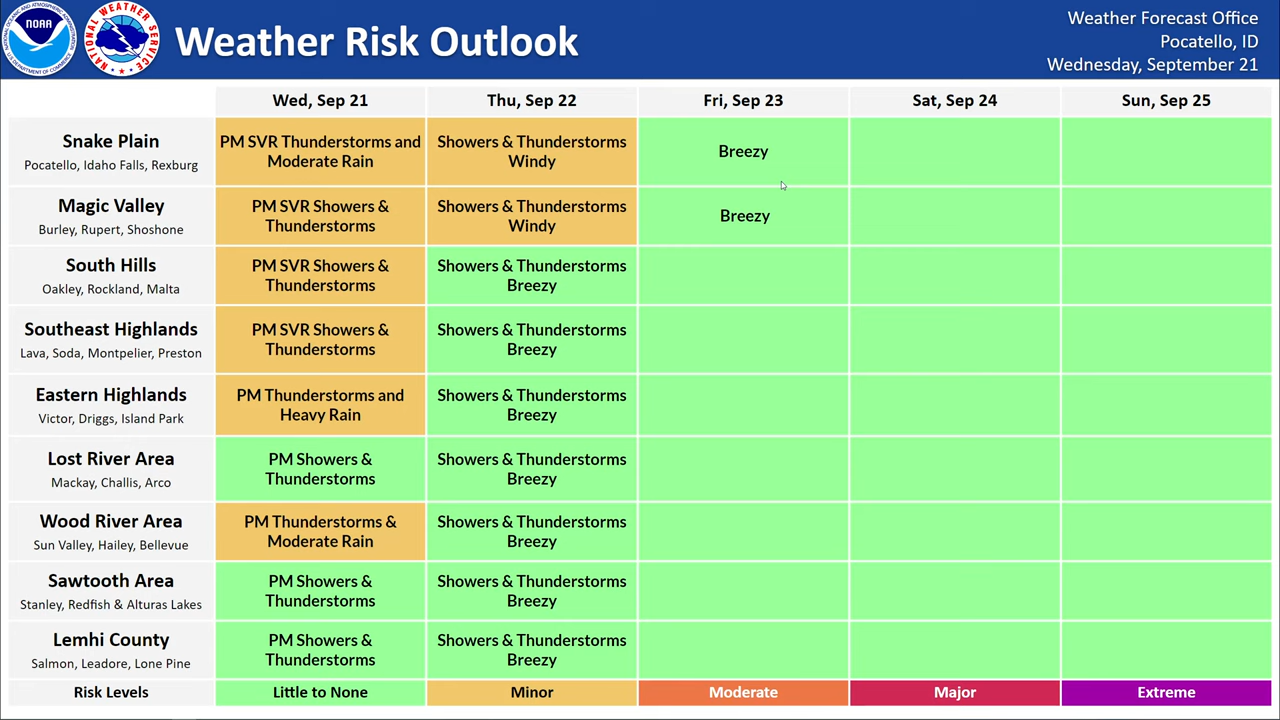 NOAA
NATIONAL WEATHER SERVICE
Weather Risk Outlook
Weather Forecast Office
Pocatello, ID
Wednesday, September 21
Wed, Sep 21
Thu, Sep 22
Fri, Sep 23
Sat, Sep 24
Sun, Sep 25
Snake Plain
Pocatello, Idaho Falls, Rexburg
PM SVR Thunderstorms and
Moderate Rain
Showers & Thunderstorms
Windy
Breezy
Magic Valley
Burley, Rupert, Shoshone
PM SVR Showers &
Thunderstorms
Showers & Thunderstorms
Windy
Breezy
South Hills
Oakley, Rockland, Malta
PM SVR Showers &
Thunderstorms
Showers & Thunderstorms
Breezy
Southeast Highlands
Lava, Soda, Montpelier, Preston
PM SVR Showers &
Thunderstorms
Showers & Thunderstorms
Breezy
Eastern Highlands
Victor, Driggs, Island Park
PM Thunderstorms and
Heavy Rain
Showers & Thunderstorms
Breezy
Lost River Area
Mackay, Challis, Arco
PM Showers &
Thunderstorms
Showers & Thunderstorms
Breezy
Wood River Area
Sun Valley, Hailey, Bellevue
PM Thunderstorms &
Moderate Rain
Showers & Thunderstorms
Breezy
Sawtooth Area
Stanley, Redfish & Alturas Lakes
PM Showers &
Thunderstorms
Showers & Thunderstorms
Breezy
Lemhi County
Salmon, Leadore, Lone Pine
PM Showers &
Thunderstorms
Showers & Thunderstorms
Breezy
Risk Levels
Little to None
Minor
Moderate
Major
Extreme